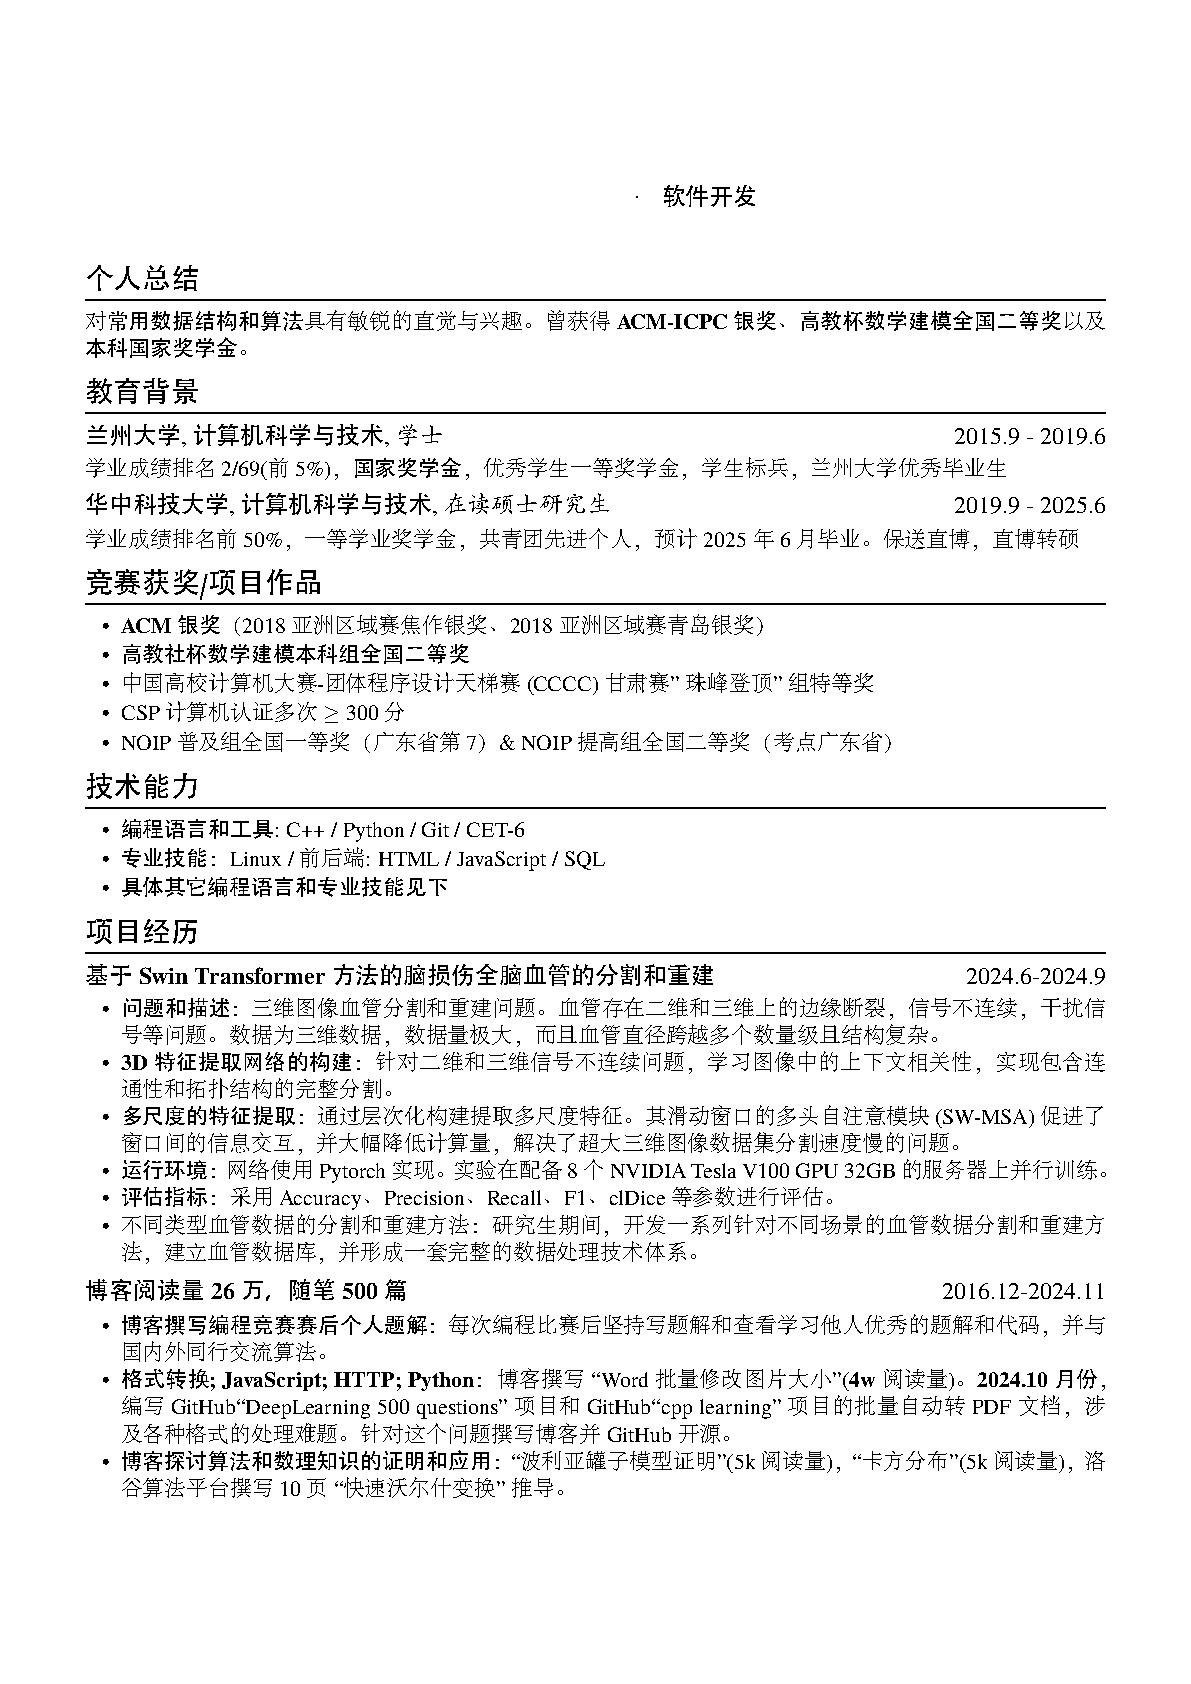 · 软件开发
个人总结
对常用数据结构和算法具有敏锐的直觉与兴趣。曾获得 ACM-ICPC 银奖、高教杯数学建模全国二等奖以及
本科国家奖学金。
教育背景
兰州大学, 计算机科学与技术, 学士 2015.9 - 2019.6
学业成绩排名 2/69(前 5%)，国家奖学金，优秀学生一等奖学金，学生标兵，兰州大学优秀毕业生
华中科技大学, 计算机科学与技术, 在读硕士研究生 2019.9 - 2025.6
学业成绩排名前 50%，一等学业奖学金，共青团先进个人，预计 2025 年 6 月毕业。保送直博，直博转硕
竞赛获奖/项目作品
• ACM 银奖（2018 亚洲区域赛焦作银奖、2018 亚洲区域赛青岛银奖）
• 高教社杯数学建模本科组全国二等奖
• 中国高校计算机大赛-团体程序设计天梯赛 (CCCC) 甘肃赛” 珠峰登顶” 组特等奖
• CSP 计算机认证多次 ≥ 300 分
• NOIP 普及组全国一等奖（广东省第 7）& NOIP 提高组全国二等奖（考点广东省）
技术能力
• 编程语言和工具: C++ / Python / Git / CET-6
• 专业技能：Linux / 前后端: HTML / JavaScript / SQL
• 具体其它编程语言和专业技能见下
项目经历
基于 Swin Transformer 方法的脑损伤全脑血管的分割和重建 2024.6-2024.9
• 问题和描述：三维图像血管分割和重建问题。血管存在二维和三维上的边缘断裂，信号不连续，干扰信
号等问题。数据为三维数据，数据量极大，而且血管直径跨越多个数量级且结构复杂。
• 3D 特征提取网络的构建：针对二维和三维信号不连续问题，学习图像中的上下文相关性，实现包含连
通性和拓扑结构的完整分割。
• 多尺度的特征提取：通过层次化构建提取多尺度特征。其滑动窗口的多头自注意模块 (SW-MSA) 促进了
窗口间的信息交互，并大幅降低计算量，解决了超大三维图像数据集分割速度慢的问题。
• 运行环境：网络使用 Pytorch 实现。实验在配备 8 个 NVIDIA Tesla V100 GPU 32GB 的服务器上并行训练。
• 评估指标：采用 Accuracy、Precision、Recall、F1、clDice 等参数进行评估。
• 不同类型血管数据的分割和重建方法：研究生期间，开发一系列针对不同场景的血管数据分割和重建方
法，建立血管数据库，并形成一套完整的数据处理技术体系。
博客阅读量 26 万，随笔 500 篇 2016.12-2024.11
• 博客撰写编程竞赛赛后个人题解：每次编程比赛后坚持写题解和查看学习他人优秀的题解和代码，并与
国内外同行交流算法。
• 格式转换; JavaScript; HTTP; Python：博客撰写 “Word 批量修改图片大小”(4w 阅读量)。2024.10 月份，
编写 GitHub“DeepLearning 500 questions” 项目和 GitHub“cpp learning” 项目的批量自动转 PDF 文档，涉
及各种格式的处理难题。针对这个问题撰写博客并 GitHub 开源。
• 博客探讨算法和数理知识的证明和应用：“波利亚罐子模型证明”(5k 阅读量)，“卡方分布”(5k 阅读量)，洛
谷算法平台撰写 10 页 “快速沃尔什变换” 推导。